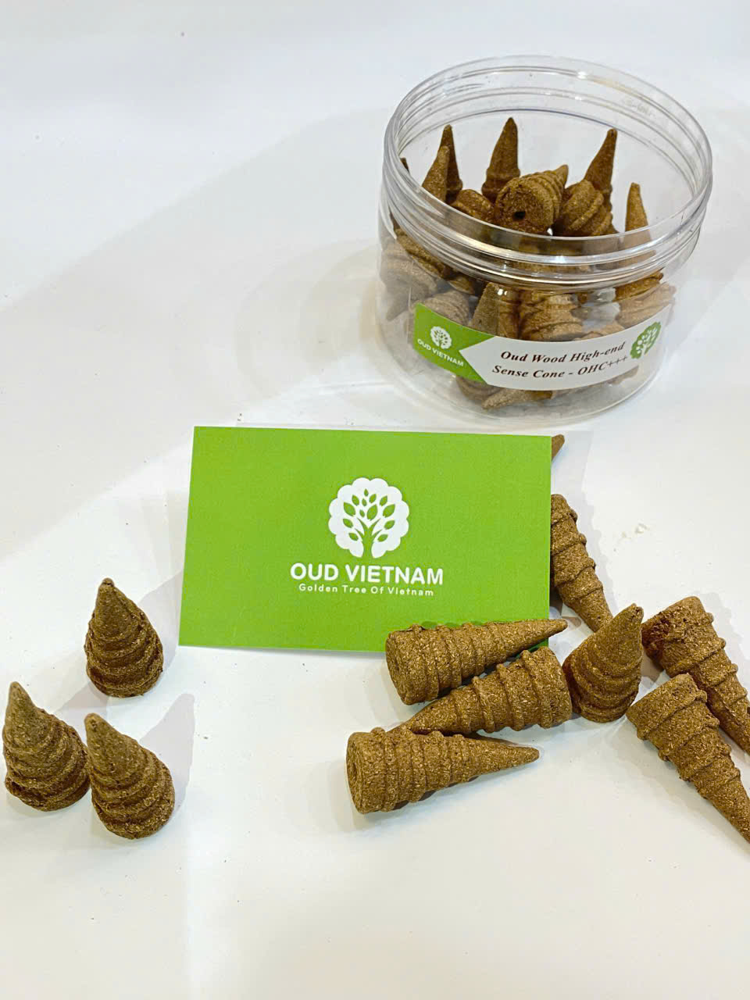 OUD VIETNAM
Oud Wood High-end
Sense Cone - OHC+++
OUD VIETNAM
Golden Tree Of Vietnam